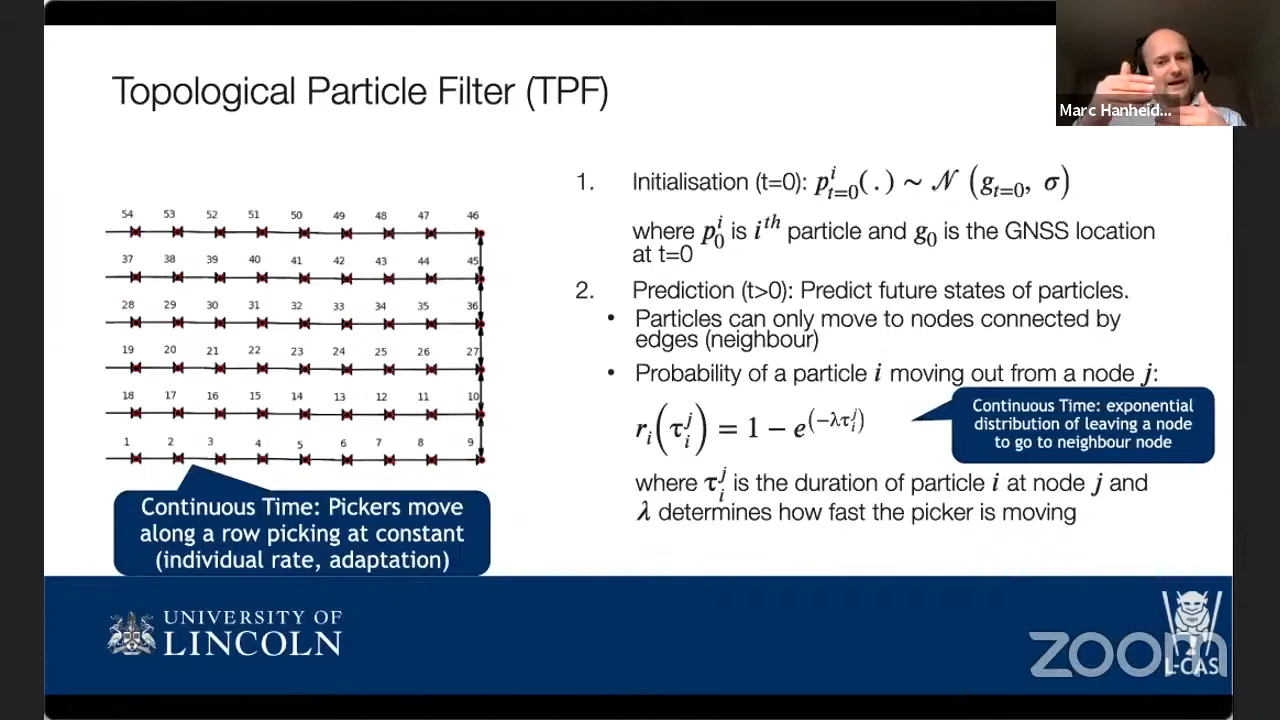 Marc Hanheid...
Topological Particle Filter (TPF)
54 53 52 51 50 49 48 47 46
37 38 39 40 41 42 43 44 45
28 29 30 31 32 33 34 35 36
19 20 21 22 23 24 25 26 27
18 17 16 15 14 13 12 11 10
1 2 3 4 5 6 7 8 9
Continuous Time: Pickers move
along a row picking at constant
(individual rate, adaptation)
1. Initialisation (t=0): p^i_{t=0}(.) ~ 𝒩 (g_{t=0}, σ)
where p^i_0 is i^{th} particle and g_0 is the GNSS location
at t=0
2. Prediction (t>0): Predict future states of particles.
• Particles can only move to nodes connected by
edges (neighbour)
• Probability of a particle i moving out from a node j:
r_i(τ^j_i) = 1 − e^{(−λτ^j_i)}
Continuous Time: exponential
distribution of leaving a node
to go to neighbour node
where τ^j_i is the duration of particle i at node j and
λ determines how fast the picker is moving
UNIVERSITY OF
LINCOLN
zoom
L-CAS